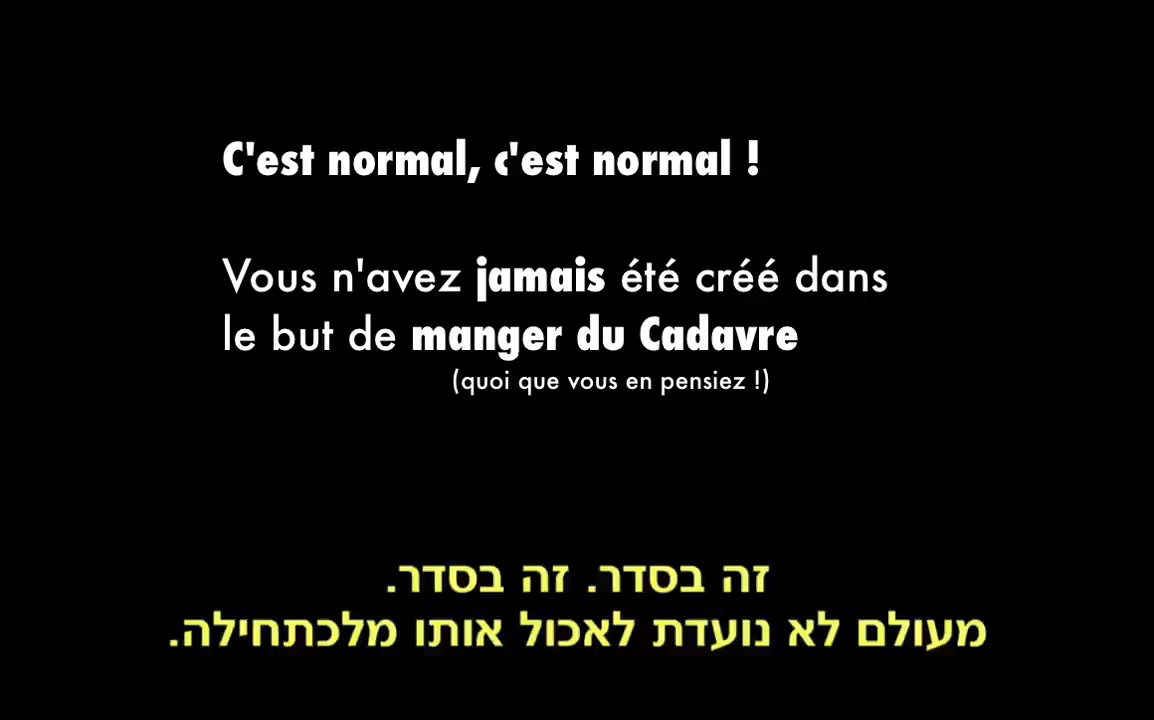 C'est normal, c'est normal !
Vous n'avez jamais été créé dans
le but de manger du Cadavre
(quoi que vous en pensiez !)
זה בסדר. זה בסדר.
מעולם לא נועדת לאכול אותו מלכתחילה.